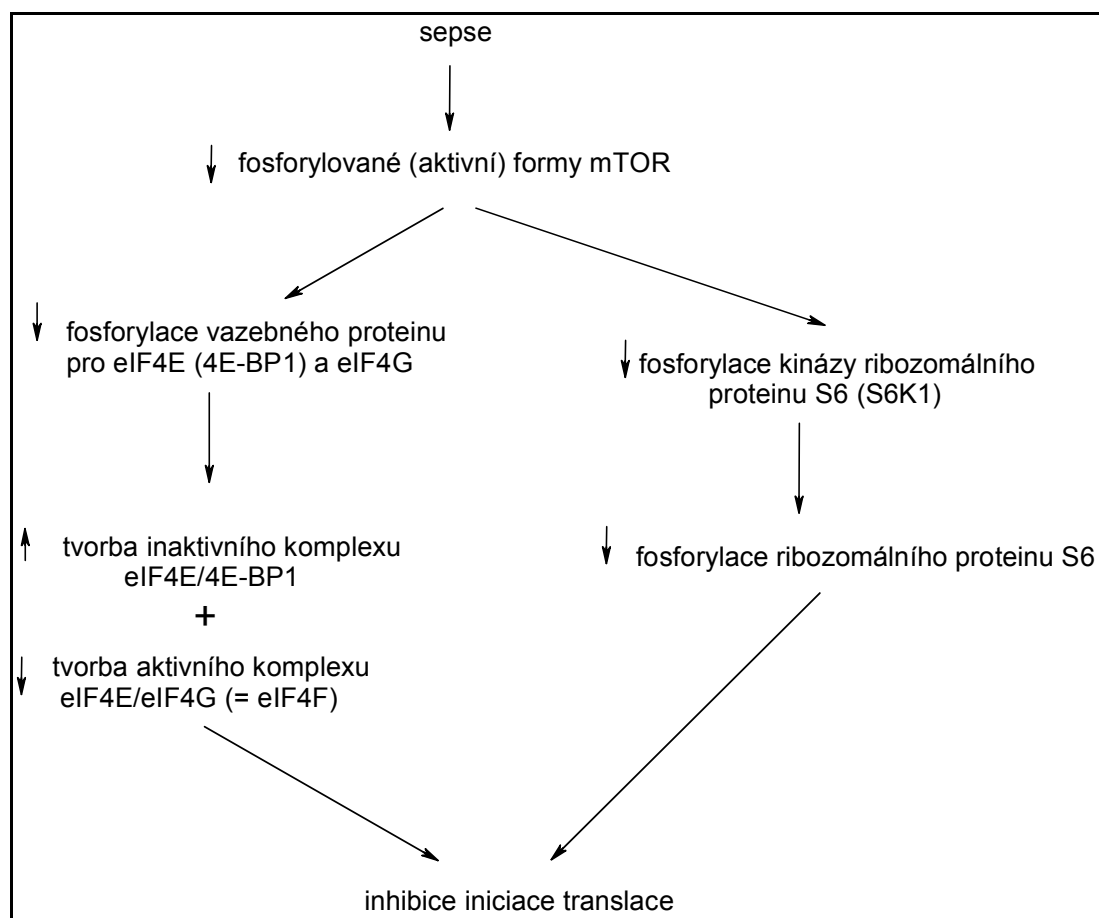 sepse
↓ fosforylované (aktivní) formy mTOR
↓ fosforylace vazebného proteinu
pro eIF4E (4E-BP1) a eIF4G
↓ fosforylace kinázy ribozomálního
proteinu S6 (S6K1)
↑ tvorba inaktivního komplexu
eIF4E/4E-BP1
+
↓ tvorba aktivního komplexu
eIF4E/eIF4G (= eIF4F)
↓ fosforylace ribozomálního proteinu S6
inhibice iniciace translace